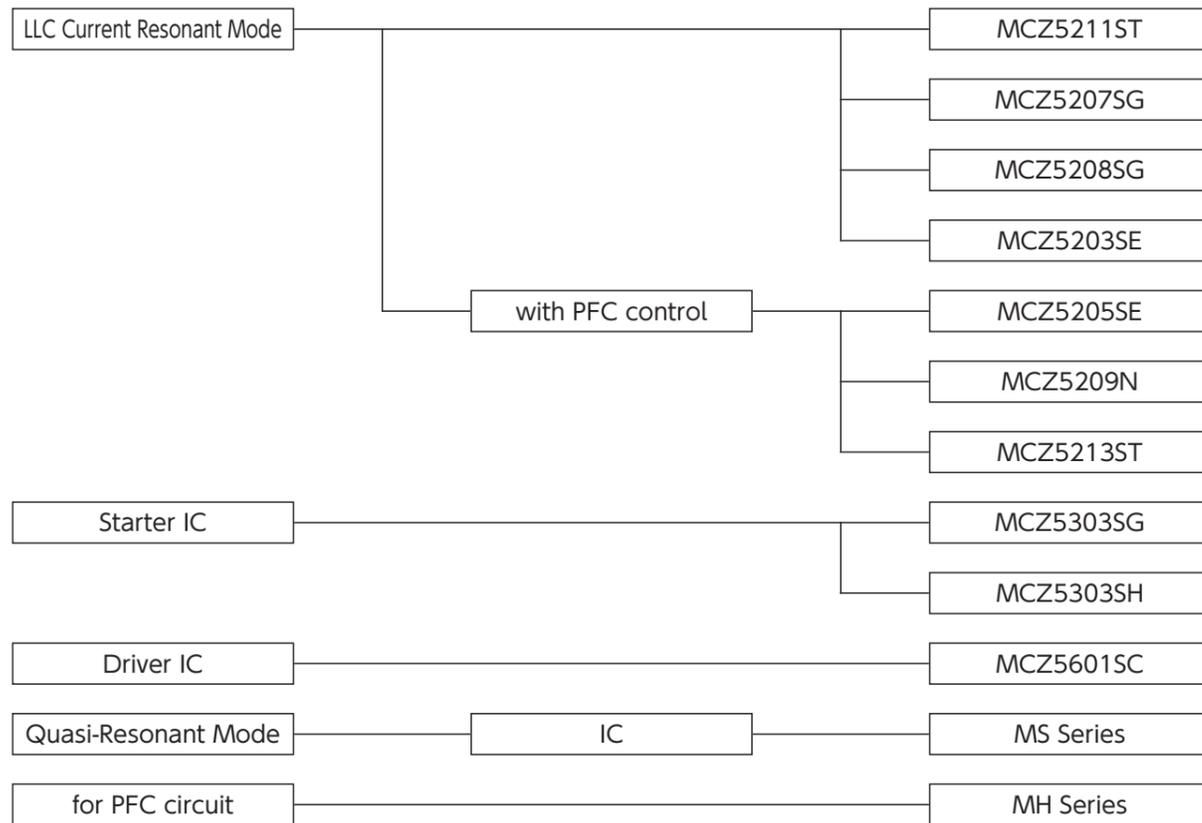 LLC Current Resonant Mode
MCZ5211ST
MCZ5207SG
MCZ5208SG
MCZ5203SE
with PFC control
MCZ5205SE
MCZ5209N
MCZ5213ST
Starter IC
MCZ5303SG
MCZ5303SH
Driver IC
MCZ5601SC
Quasi-Resonant Mode
IC
MS Series
for PFC circuit
MH Series